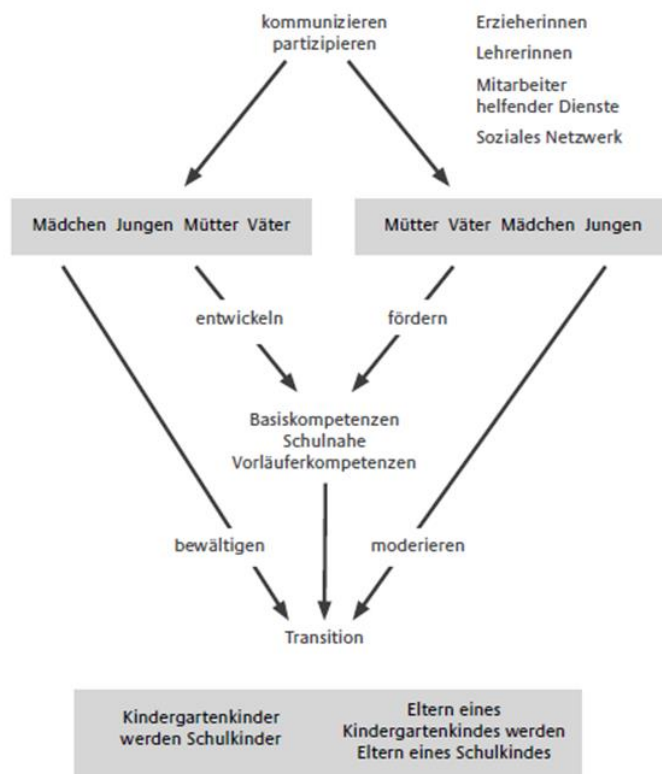 kommunizieren
partizipieren
Erzieherinnen
Lehrerinnen
Mitarbeiter
helfender Dienste
Soziales Netzwerk
Mädchen Jungen Mütter Väter
Mütter Väter Mädchen Jungen
entwickeln
fördern
Basiskompetenzen
Schulnahe
Vorläuferkompetenzen
bewältigen
moderieren
Transition
Kindergartenkinder
werden Schulkinder
Eltern eines
Kindergartenkindes werden
Eltern eines Schulkindes